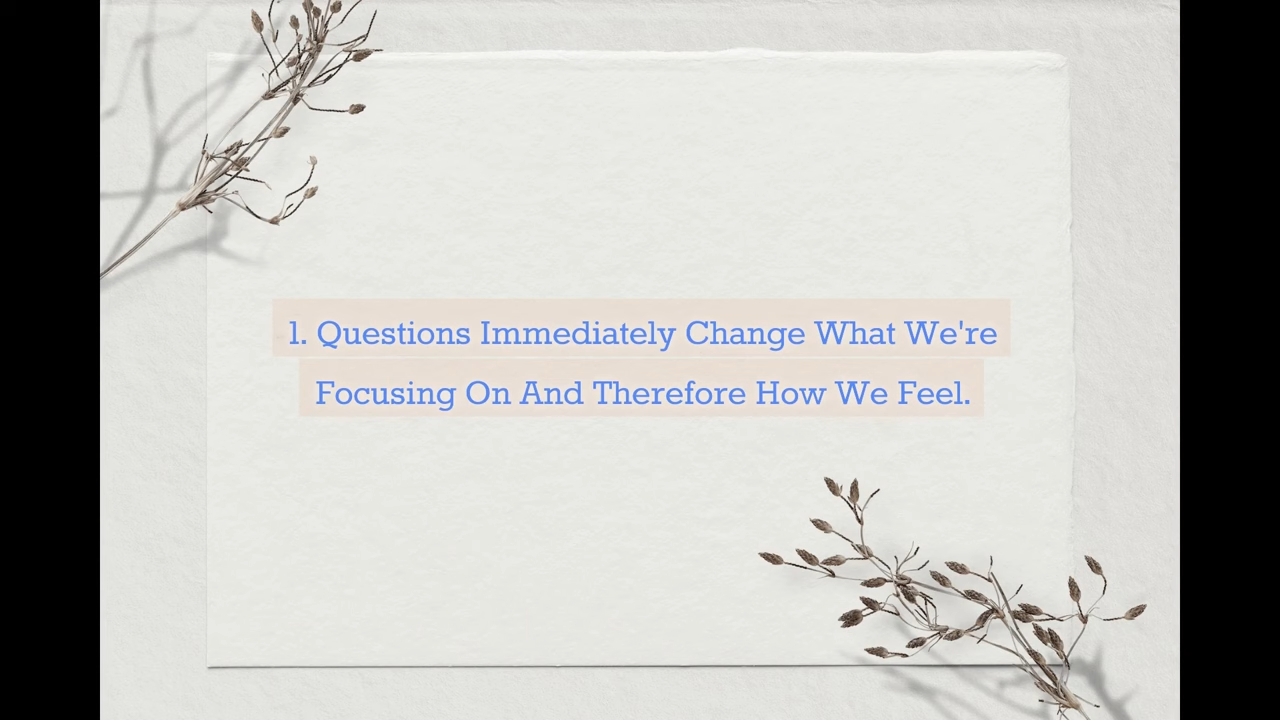 1. Questions Immediately Change What We're
Focusing On And Therefore How We Feel.